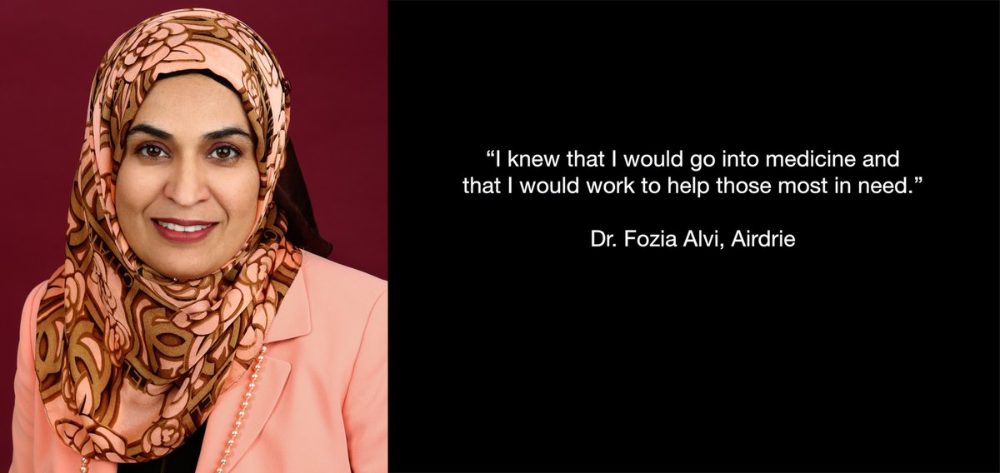 “I knew that I would go into medicine and
that I would work to help those most in need.”
Dr. Fozia Alvi, Airdrie